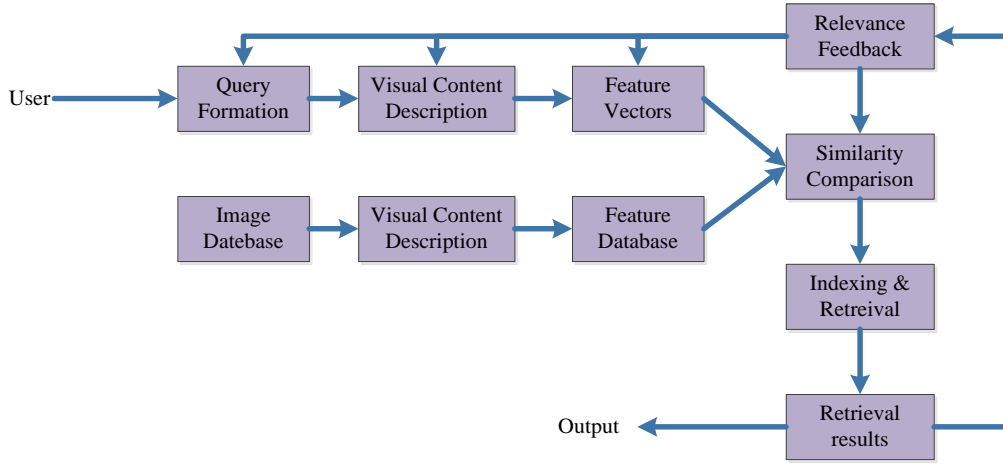 Relevance
Feedback
User
Query
Formation
Visual Content
Description
Feature
Vectors
Similarity
Comparison
Image
Datebase
Visual Content
Description
Feature
Database
Indexing &
Retreival
Output
Retrieval
results